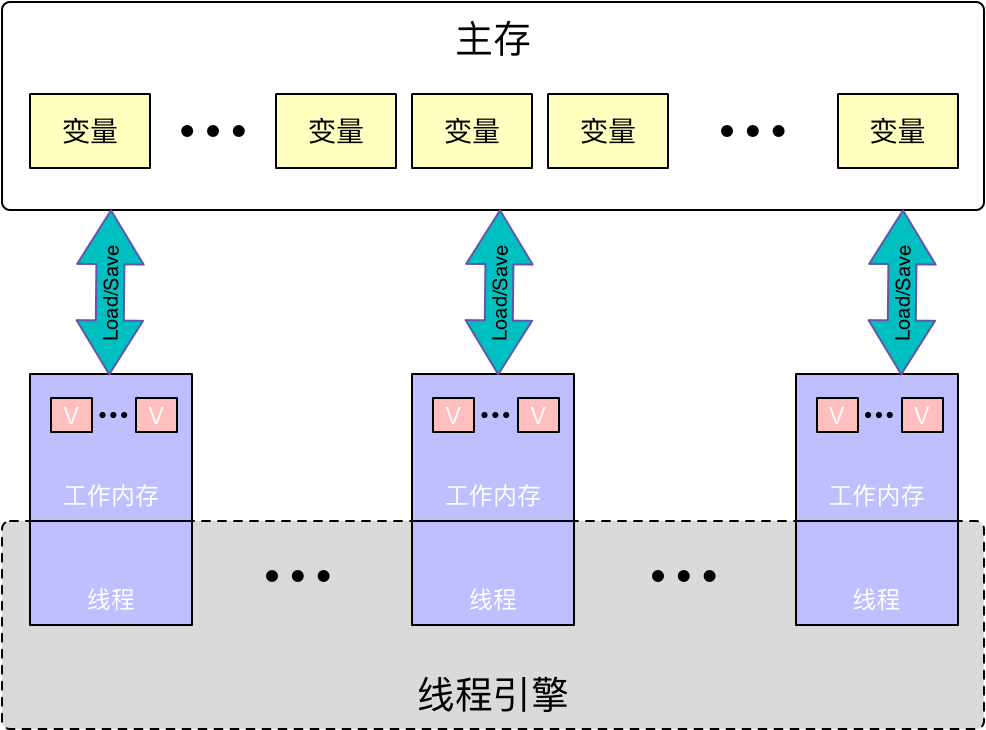 主存
变量 ••• 变量 变量 变量 ••• 变量
Load/Save Load/Save Load/Save
V ••• V V ••• V V ••• V
工作内存 工作内存 工作内存
线程 ••• 线程 ••• 线程
线程引擎